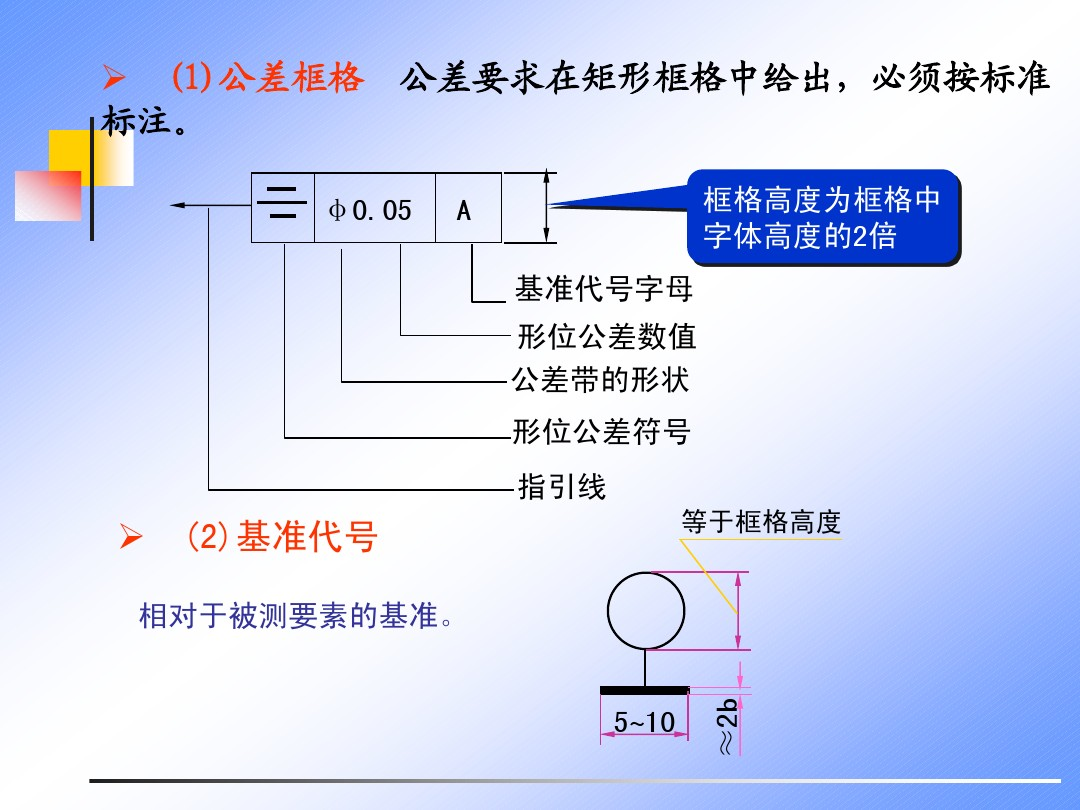 (1)公差框格 公差要求在矩形框格中给出，必须按标准
标注。
ф0.05 A
框格高度为框格中
字体高度的2倍
基准代号字母
形位公差数值
公差带的形状
形位公差符号
指引线
(2)基准代号
等于框格高度
相对于被测要素的基准。
5~10
≈2b